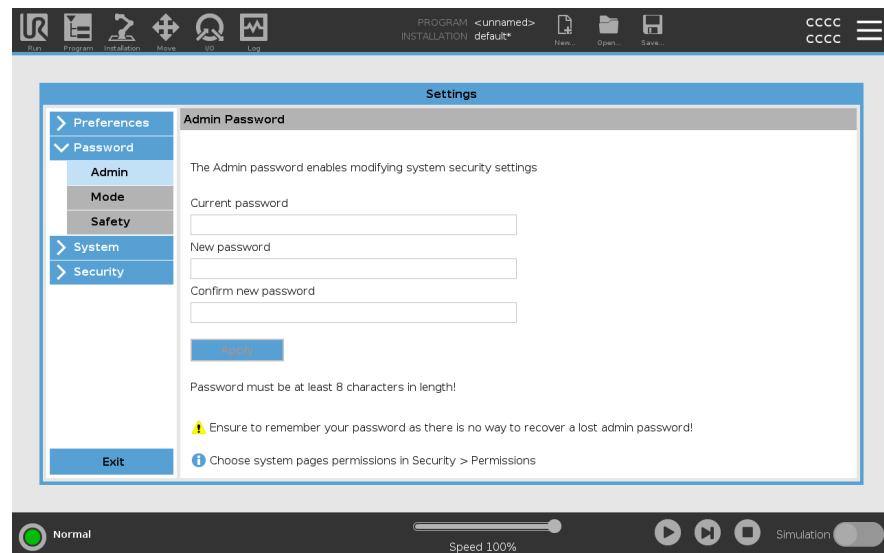 PROGRAM <unnamed>
INSTALLATION default*
cccc
cccc
Run Program Installation Move I/O Log New... Open... Save...
Settings
Preferences
Password
Admin
Mode
Safety
System
Security
Exit
Admin Password
The Admin password enables modifying system security settings
Current password
New password
Confirm new password
Apply
Password must be at least 8 characters in length!
Ensure to remember your password as there is no way to recover a lost admin password!
Choose system pages permissions in Security > Permissions
Normal
Speed 100%
Simulation